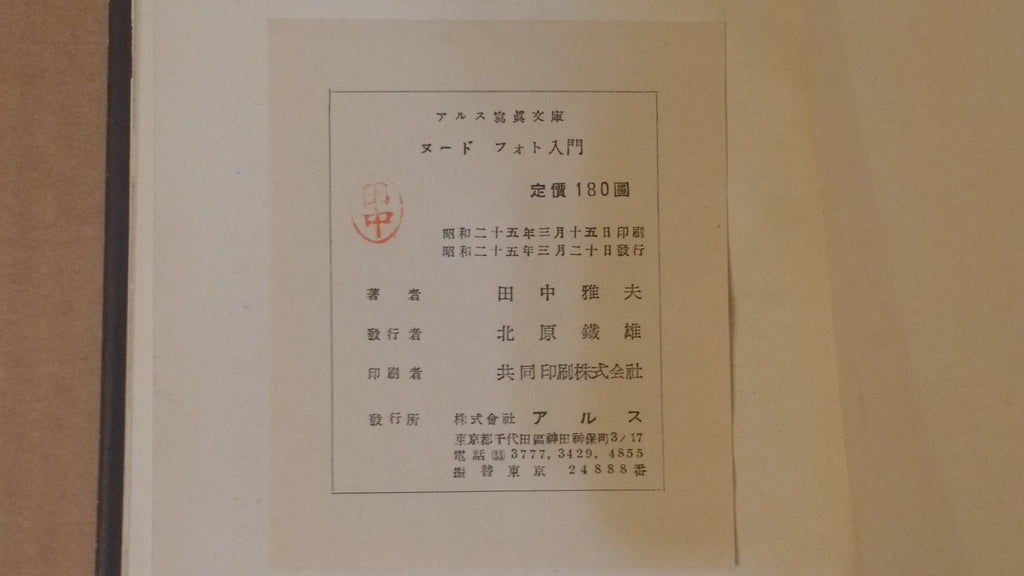 アルス寫眞文庫
ヌード フォト入門
定價180圓
田中
昭和二十五年三月十五日印刷
昭和二十五年三月二十日發行
著者 田中雅夫
發行者 北原鐵雄
印刷者 共同印刷株式会社
發行所 株式會社 アルス
東京都千代田區神田神保町3ノ17
電話 3777, 3429, 4855
振替東京 24888番